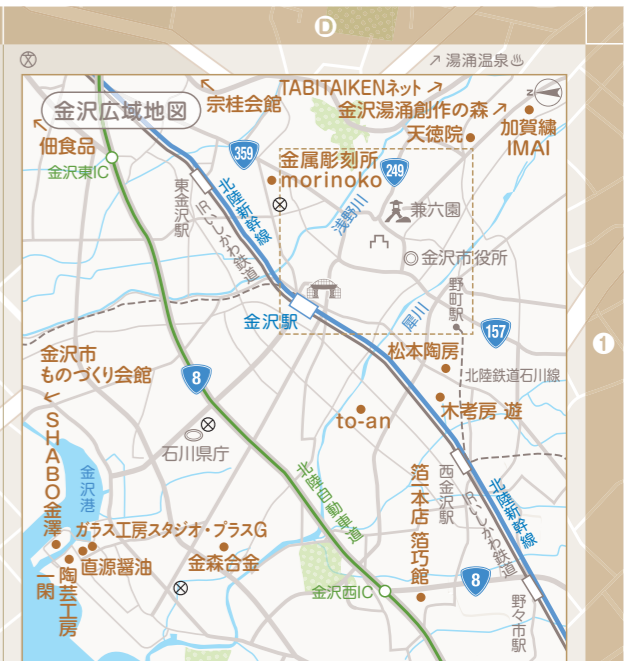 D
文
↗ 湯涌温泉♨
金沢広域地図
↖
宗桂会館
TABITAIKENネット ↗
金沢湯涌創作の森 ↗
天徳院
N
加賀繍
IMAI
↖
佃食品
金沢東IC
359
金属彫刻所
morinoko
249
東金沢駅
IRいしかわ鉄道
北陸新幹線
浅野川
兼六園
金沢市役所
野町駅
金沢駅
犀川
157
1
金沢市
ものづくり会館
←
8
松本陶房
北陸鉄道石川線
木考房 遊
to-an
石川県庁
SHABO金澤
金沢港
北陸自動車道
箔一本店 箔巧館
西金沢駅
IRいしかわ鉄道
北陸新幹線
ガラス工房スタジオ・プラスG
直源醤油
金森合金
陶芸工房
一閑
金沢西IC
8
野々市駅